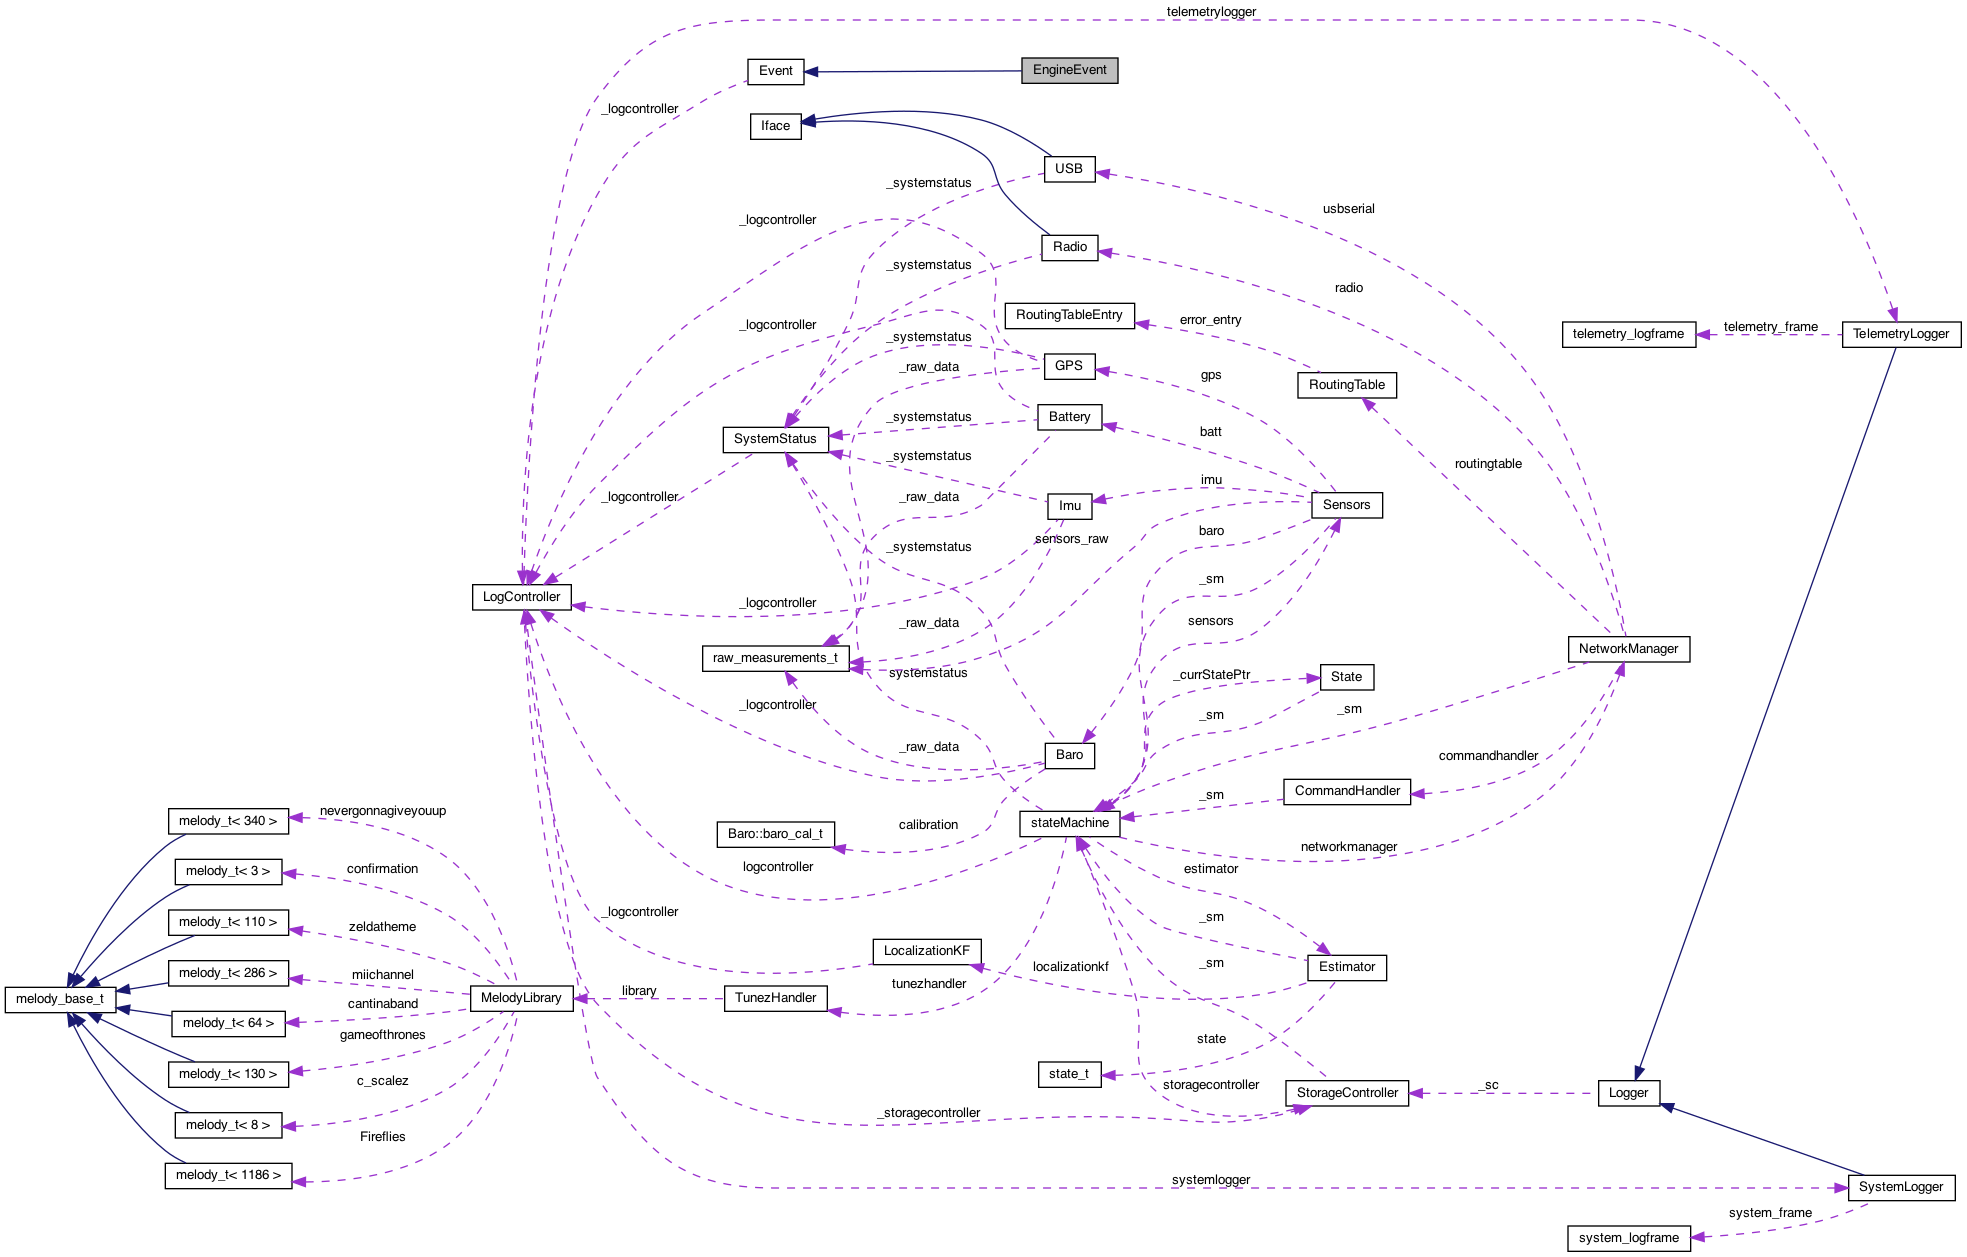 telemetrylogger
Event
EngineEvent
_logcontroller
Iface
USB
_systemstatus
usbserial
_logcontroller
Radio
_systemstatus
radio
RoutingTableEntry
error_entry
_logcontroller
telemetry_logframe
telemetry_frame
TelemetryLogger
_systemstatus
_raw_data
GPS
gps
RoutingTable
_systemstatus
Battery
batt
SystemStatus
_systemstatus
routingtable
imu
_logcontroller
_raw_data
Imu
Sensors
sensors_raw
baro
_systemstatus
_sm
LogController
_logcontroller
_raw_data
sensors
raw_measurements_t
NetworkManager
systemstatus
_currStatePtr
State
_logcontroller
_sm
_sm
_raw_data
Baro
commandhandler
_sm
CommandHandler
nevergonnagiveyouup
melody_t< 340 >
Baro::baro_cal_t
calibration
stateMachine
networkmanager
confirmation
melody_t< 3 >
logcontroller
estimator
melody_t< 110 >
zeldatheme
_logcontroller
_sm
LocalizationKF
localizationkf
_sm
Estimator
melody_t< 286 >
miichannel
melody_base_t
MelodyLibrary
library
TunezHandler
tunezhandler
cantinaband
melody_t< 64 >
gameofthrones
state
melody_t< 130 >
c_scalez
state_t
storagecontroller
StorageController
_sc
Logger
melody_t< 8 >
_storagecontroller
Fireflies
melody_t< 1186 >
systemlogger
SystemLogger
system_frame
system_logframe